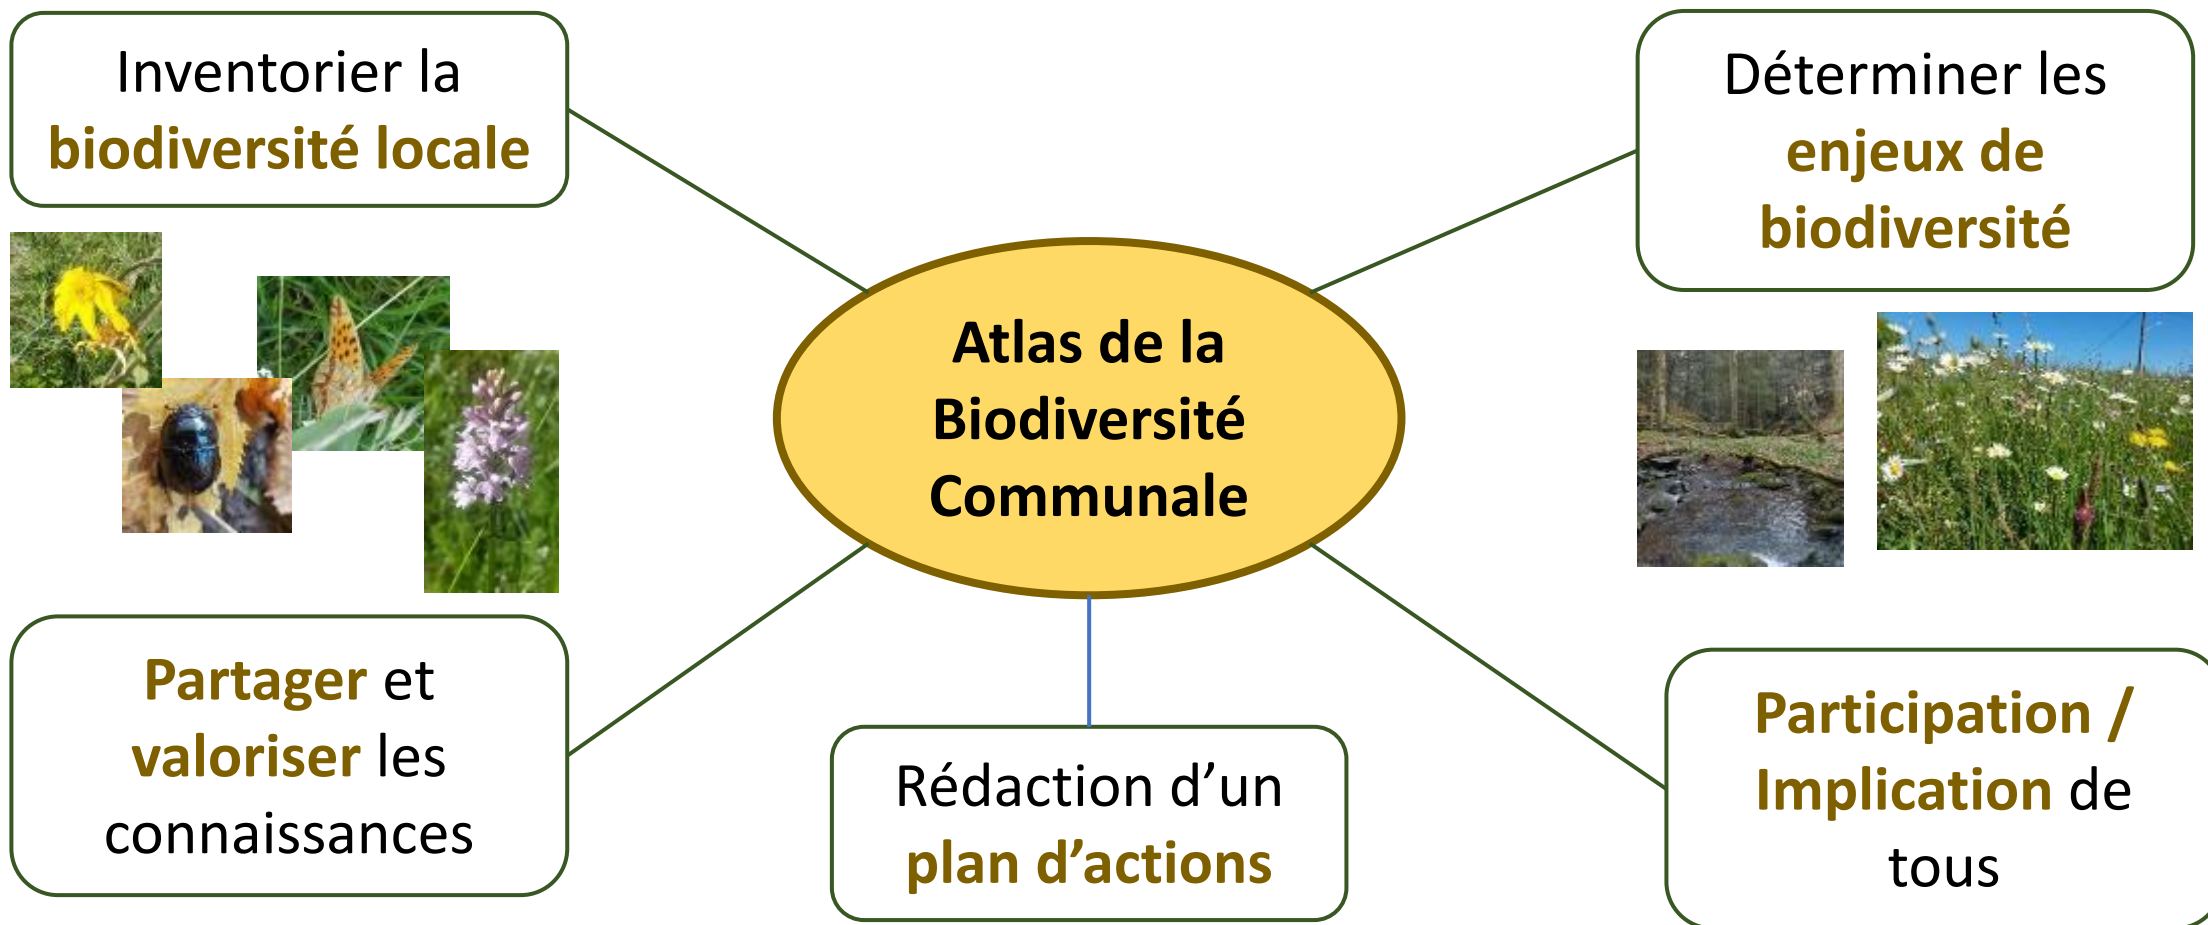 Inventorier la
biodiversité locale
Déterminer les
enjeux de
biodiversité
Atlas de la
Biodiversité
Communale
Partager et
valoriser les
connaissances
Rédaction d’un
plan d’actions
Participation /
Implication de
tous